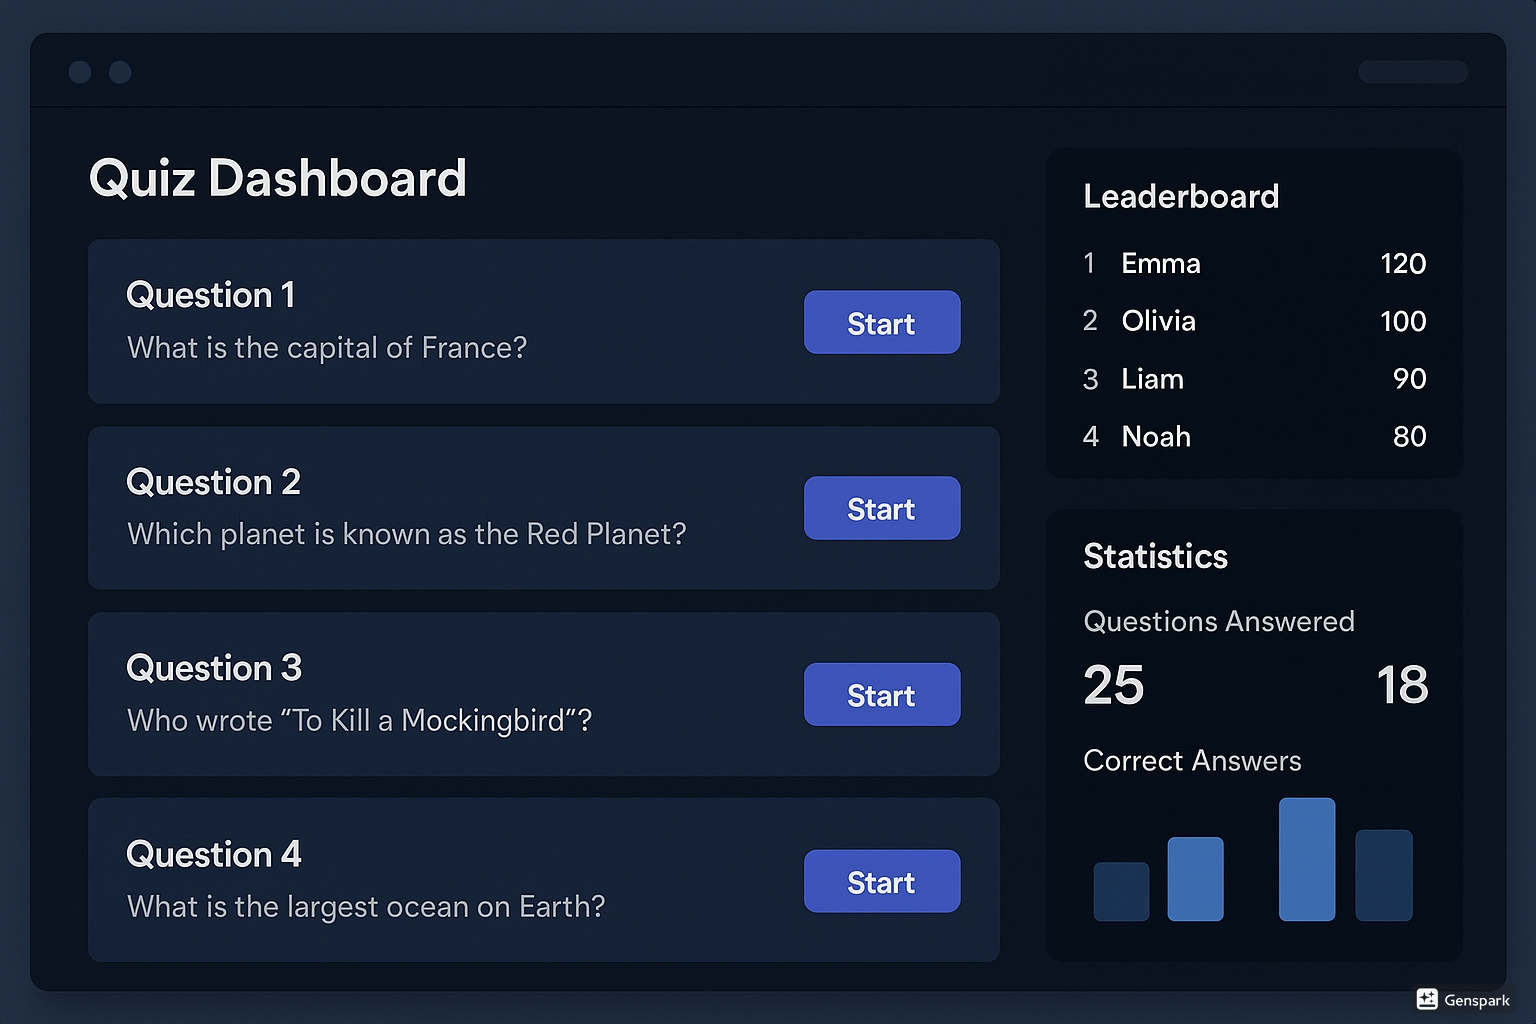 Quiz Dashboard
Question 1
What is the capital of France?
Start
Question 2
Which planet is known as the Red Planet?
Start
Question 3
Who wrote “To Kill a Mockingbird”?
Start
Question 4
What is the largest ocean on Earth?
Start
Leaderboard
1 Emma 120
2 Olivia 100
3 Liam 90
4 Noah 80
Statistics
Questions Answered
25 18
Correct Answers
Genspark